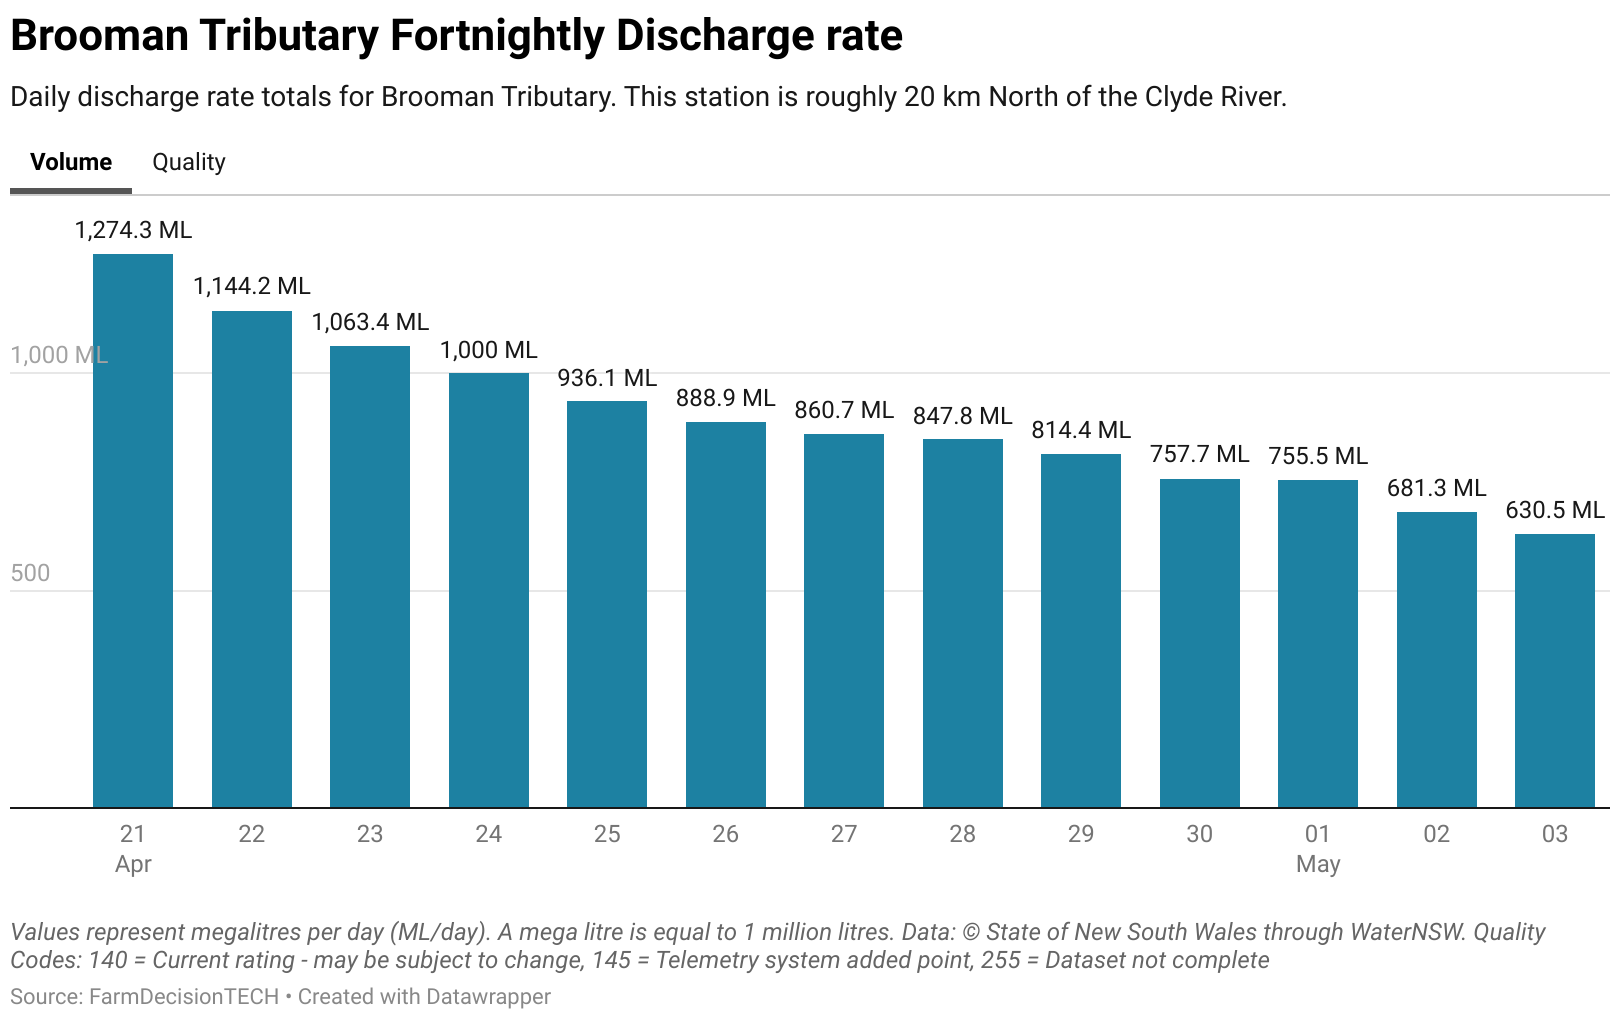 Brooman Tributary Fortnightly Discharge rate
Daily discharge rate totals for Brooman Tributary. This station is roughly 20 km North of the Clyde River.
Volume Quality
1,274.3 ML
1,144.2 ML
1,063.4 ML
1,000 ML
936.1 ML
888.9 ML
860.7 ML
847.8 ML
814.4 ML
757.7 ML
755.5 ML
681.3 ML
630.5 ML
1,000 ML
500
21 22 23 24 25 26 27 28 29 30 01 02 03
Apr May
Values represent megalitres per day (ML/day). A mega litre is equal to 1 million litres. Data: © State of New South Wales through WaterNSW. Quality
Codes: 140 = Current rating - may be subject to change, 145 = Telemetry system added point, 255 = Dataset not complete
Source: FarmDecisionTECH • Created with Datawrapper